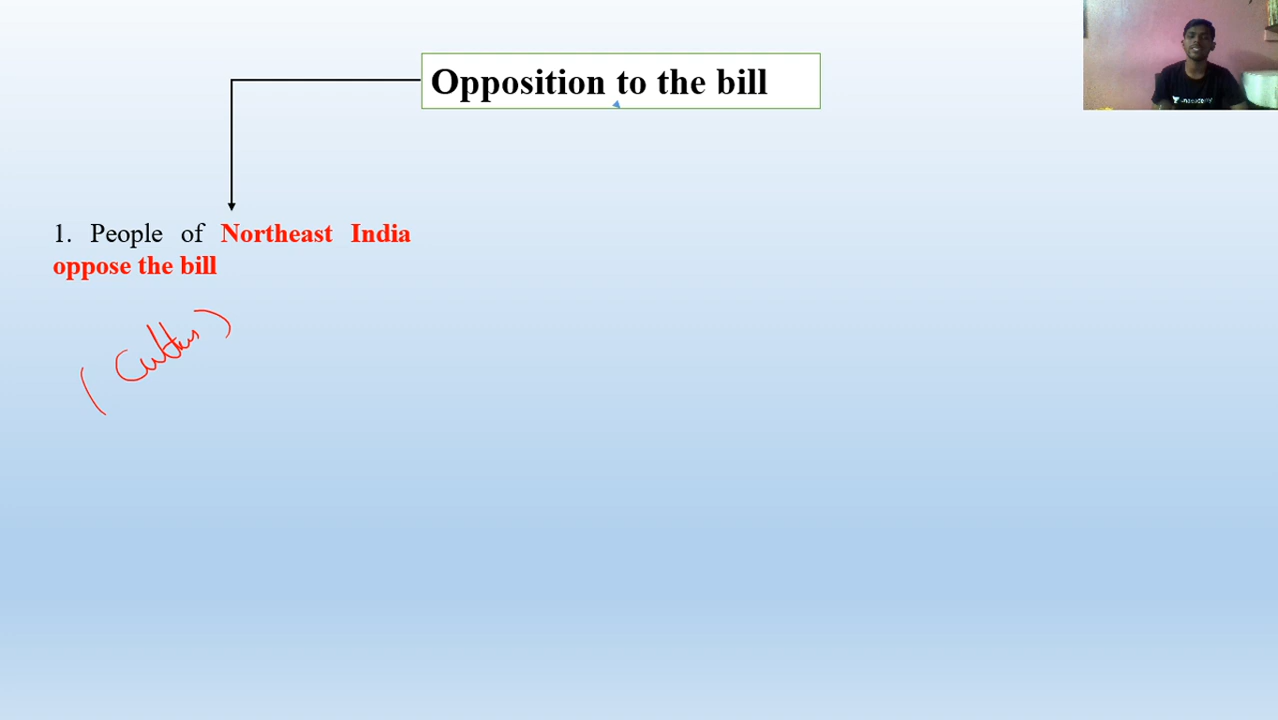 Opposition to the bill
1. People of Northeast India
oppose the bill